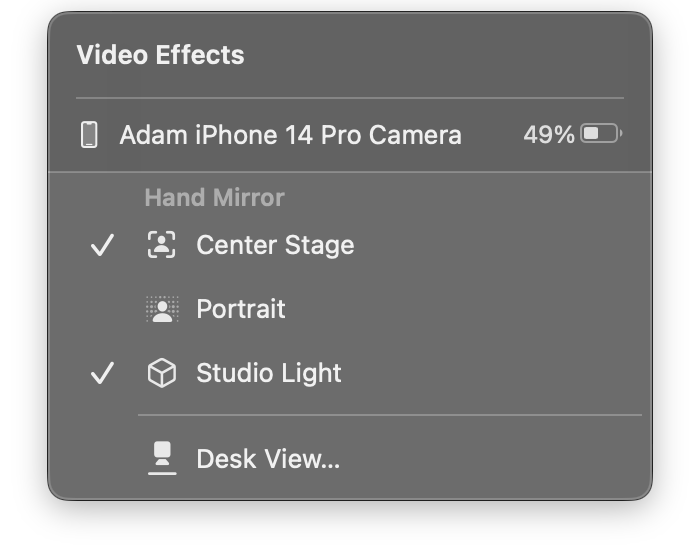 Video Effects
Adam iPhone 14 Pro Camera 49%
Hand Mirror
Center Stage
Portrait
Studio Light
Desk View...